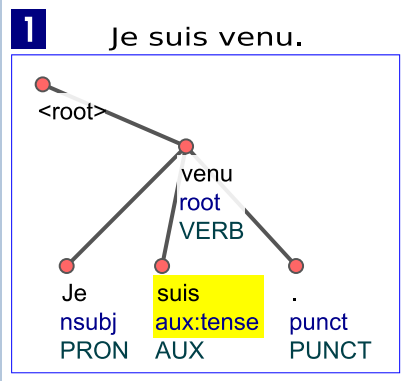 1
Je suis venu.
<root>
venu
root
VERB
Je suis .
nsubj aux:tense punct
PRON AUX PUNCT